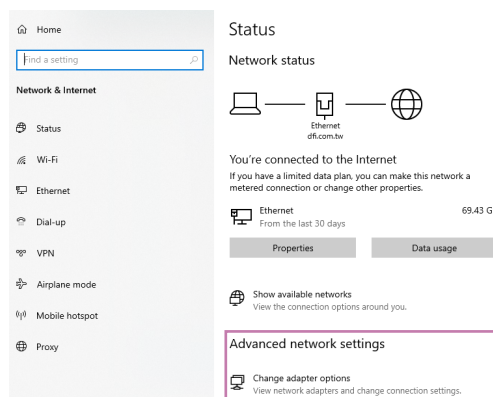 Home
Find a setting
Network & Internet
Status
Wi-Fi
Ethernet
Dial-up
VPN
Airplane mode
Mobile hotspot
Proxy
Status
Network status
Ethernet
dfi.com.tw
You're connected to the Internet
If you have a limited data plan, you can make this network a
metered connection or change other properties.
Ethernet 69.43 G
From the last 30 days
Properties Data usage
Show available networks
View the connection options around you.
Advanced network settings
Change adapter options
View network adapters and change connection settings.